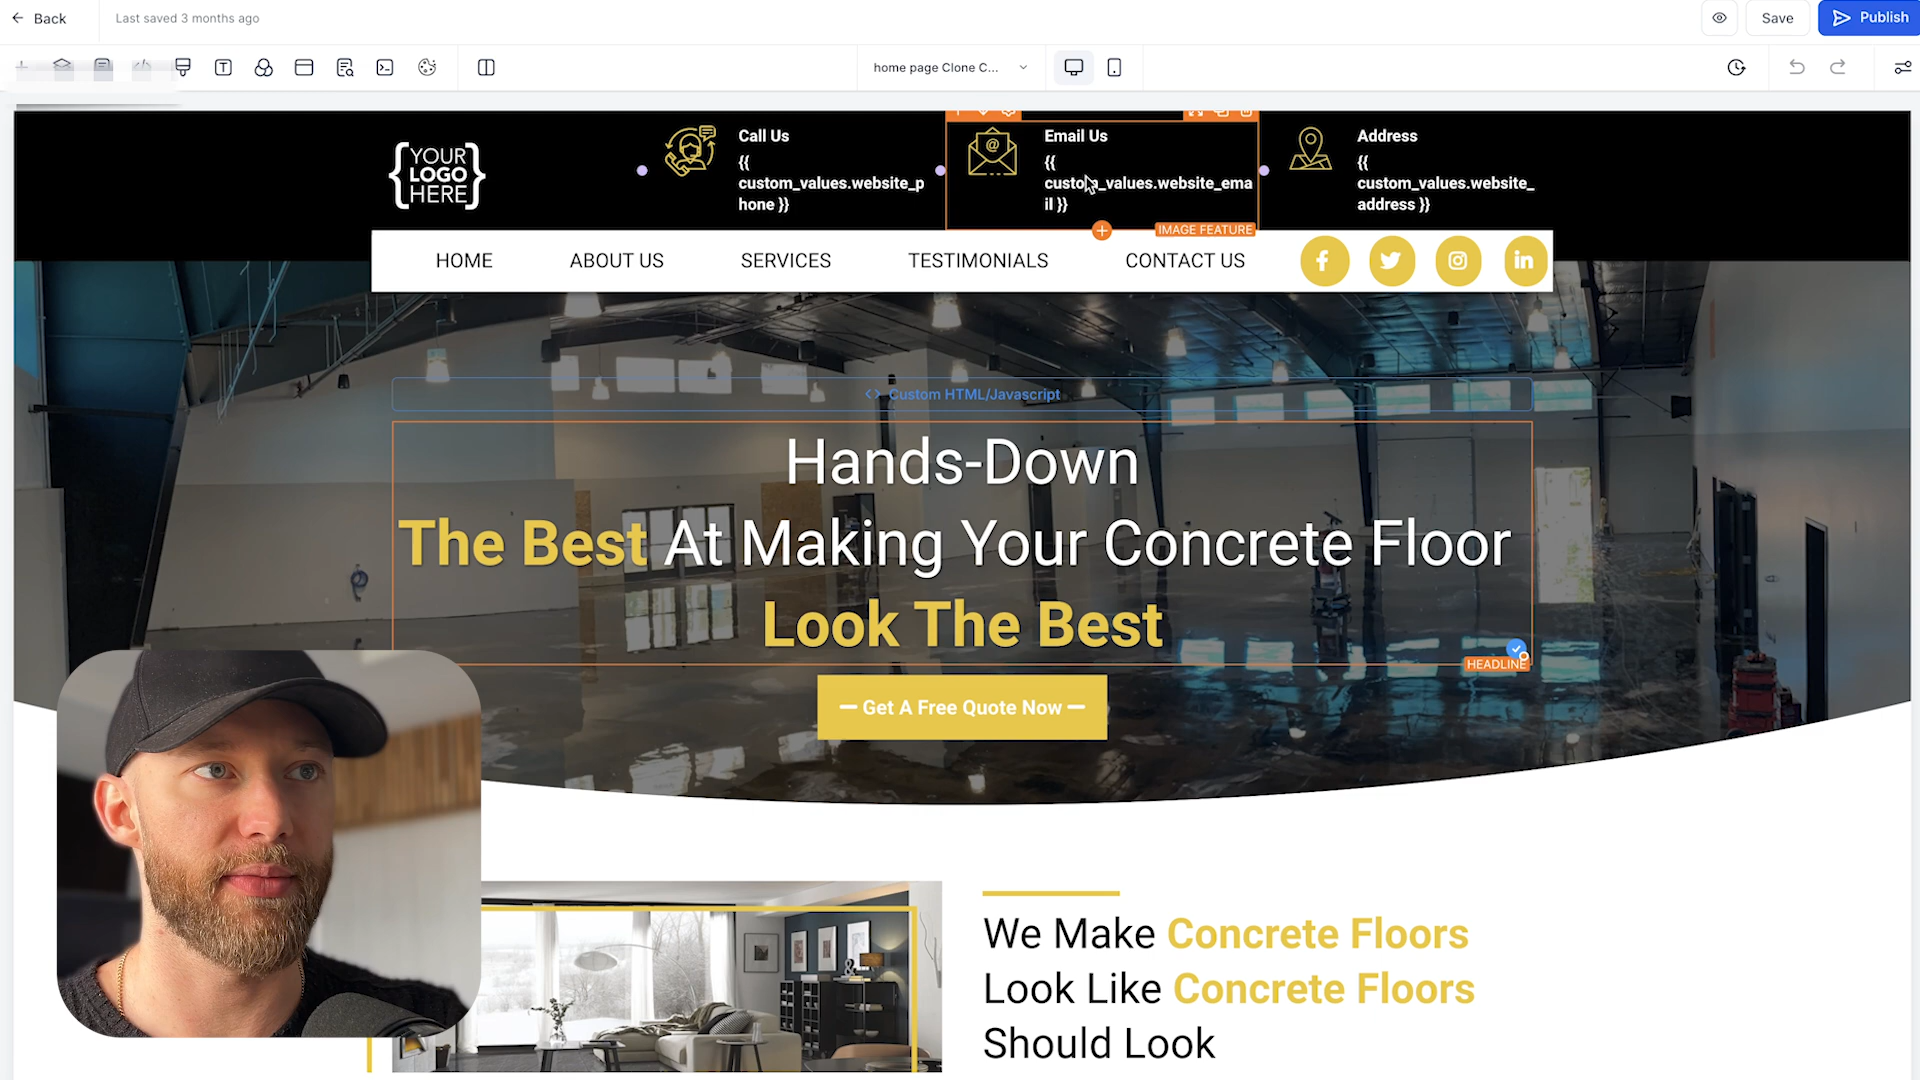 Back
Last saved 3 months ago
Save
Publish
home page Clone C...
{YOUR
LOGO
HERE}
Call Us
{{
custom_values.website_p
hone }}
Email Us
{{
custom_values.website_ema
il }}
Address
{{
custom_values.website_
address }}
IMAGE FEATURE
HOME
ABOUT US
SERVICES
TESTIMONIALS
CONTACT US
Custom HTML/Javascript
Hands-Down
The Best At Making Your Concrete Floor
Look The Best
HEADLINE
Get A Free Quote Now
We Make Concrete Floors
Look Like Concrete Floors
Should Look